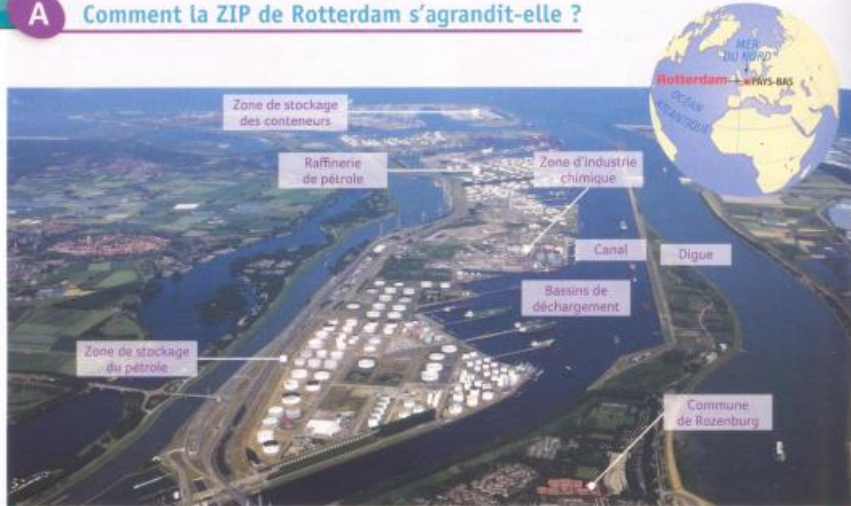 A
Comment la ZIP de Rotterdam s'agrandit-elle ?
MER
DU NORD
Rotterdam
PAYS-BAS
OCÉAN
ATLANTIQUE
Zone de stockage
des conteneurs
Raffinerie
de pétrole
Zone d'industrie
chimique
Canal
Digue
Bassins de
déchargement
Zone de stockage
du pétrole
Commune
de Rozenburg